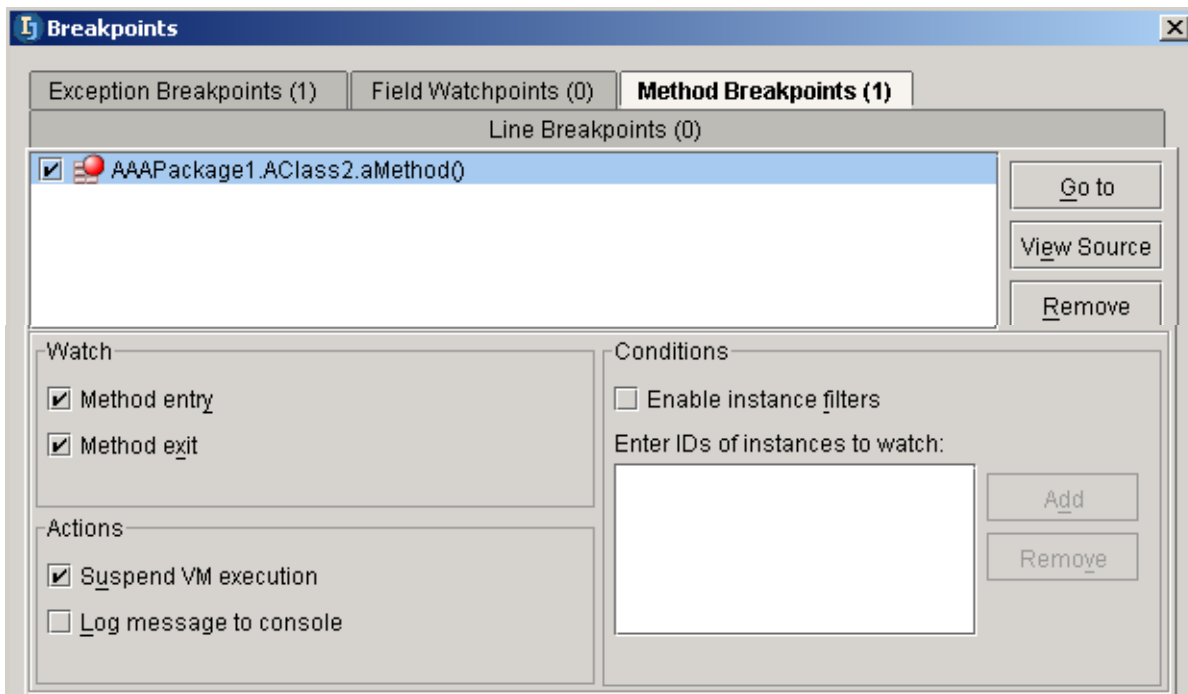 Breakpoints
Exception Breakpoints (1)
Field Watchpoints (0)
Method Breakpoints (1)
Line Breakpoints (0)
AAAPackage1.AClass2.aMethod()
Go to
View Source
Remove
Watch
Method entry
Method exit
Actions
Suspend VM execution
Log message to console
Conditions
Enable instance filters
Enter IDs of instances to watch:
Add
Remove